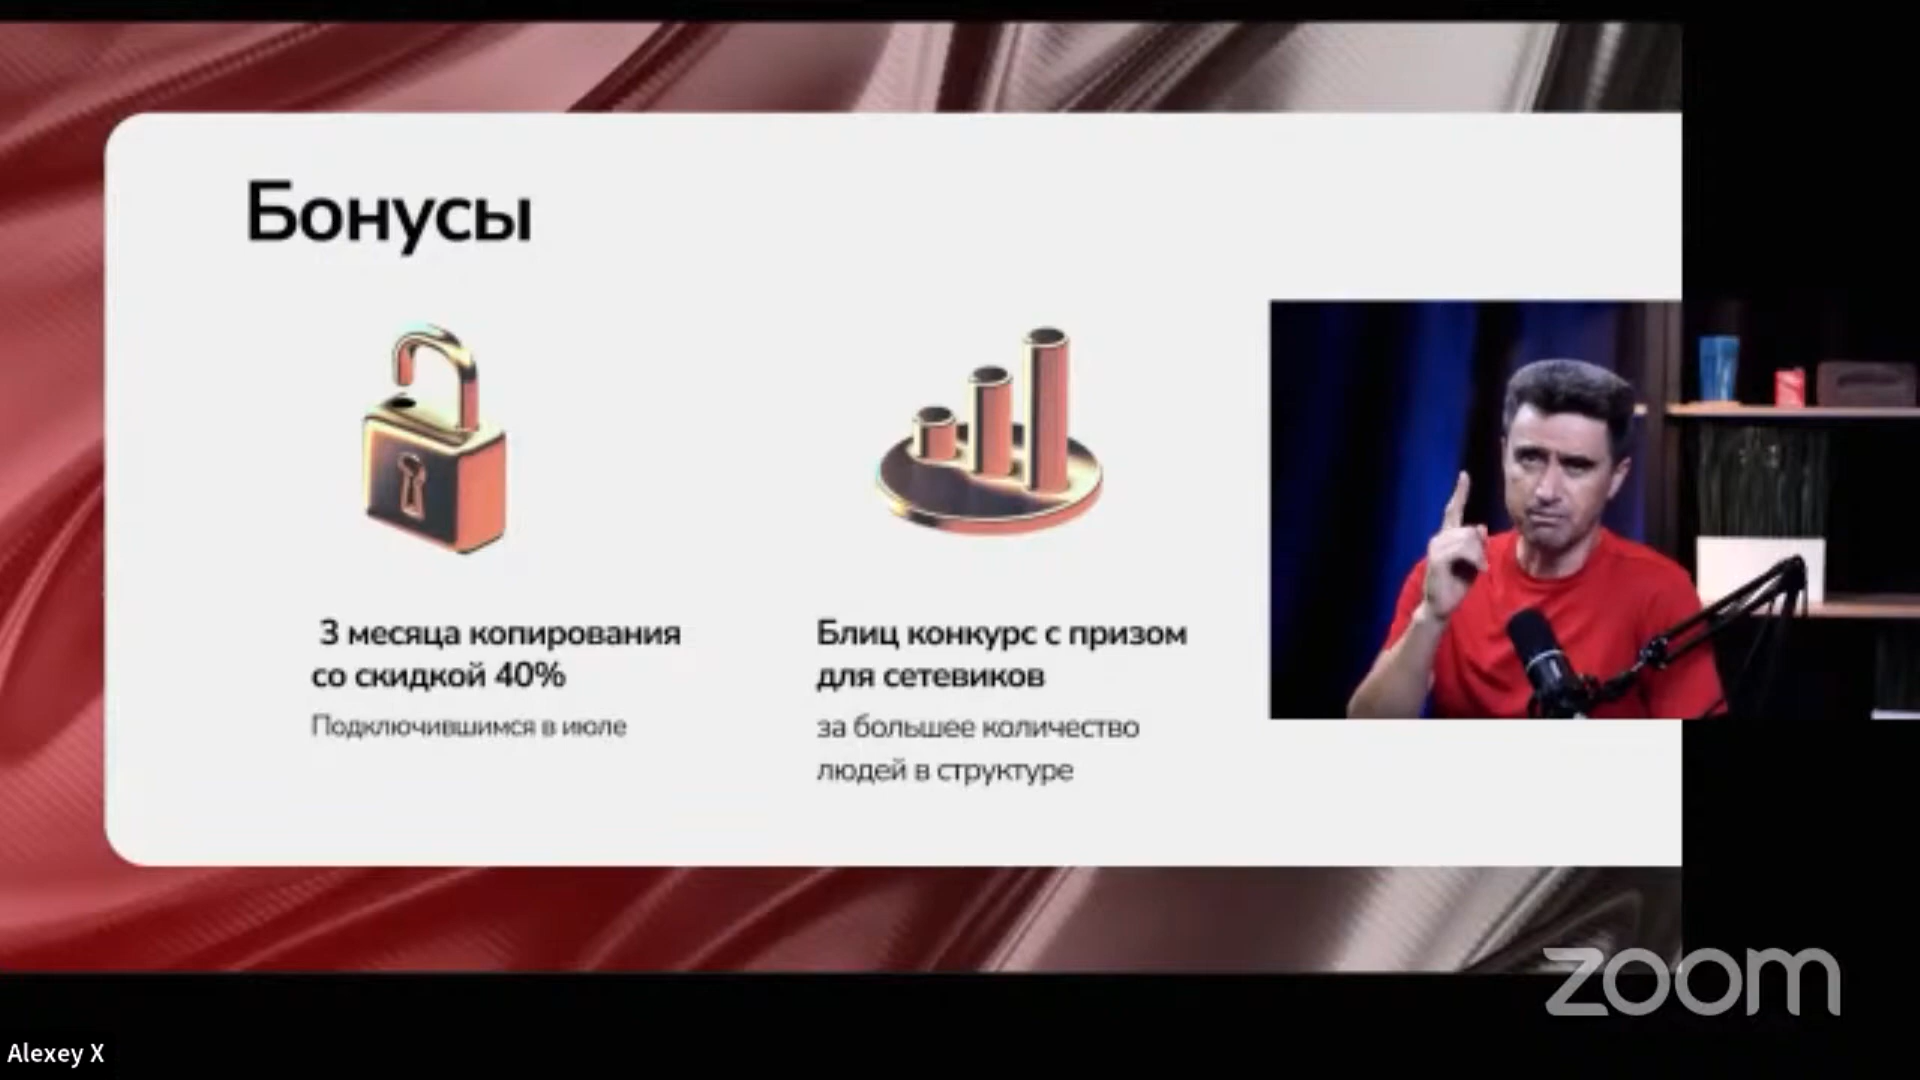 Бонусы
3 месяца копирования
со скидкой 40%
Подключившимся в июле
Блиц конкурс с призом
для сетевиков
за большее количество
людей в структуре
zoom
Alexey X